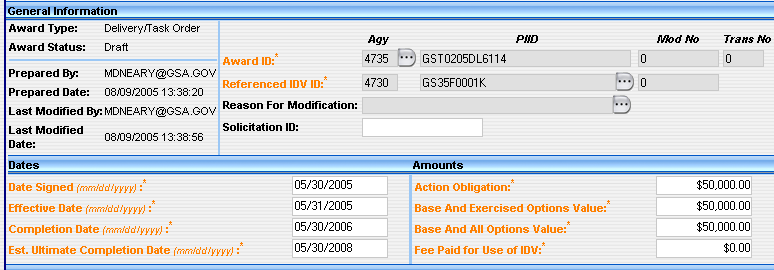 General Information
Award Type: Delivery/Task Order
Award Status: Draft
Prepared By: MDNEARY@GSA.GOV
Prepared Date: 08/09/2005 13:38:20
Last Modified By: MDNEARY@GSA.GOV
Last Modified Date: 08/09/2005 13:38:56
Agy PIID Mod No Trans No
Award ID:* 4735 ... GST0205DL6114 0 0
Referenced IDV ID:* 4730 GS35F0001K ... 0
Reason For Modification: ...
Solicitation ID:
Dates
Date Signed (mm/dd/yyyy) :* 05/30/2005
Effective Date (mm/dd/yyyy) :* 05/31/2005
Completion Date (mm/dd/yyyy) :* 05/30/2006
Est. Ultimate Completion Date (mm/dd/yyyy) :* 05/30/2008
Amounts
Action Obligation:* $50,000.00
Base And Exercised Options Value:* $50,000.00
Base And All Options Value:* $50,000.00
Fee Paid for Use of IDV:* $0.00